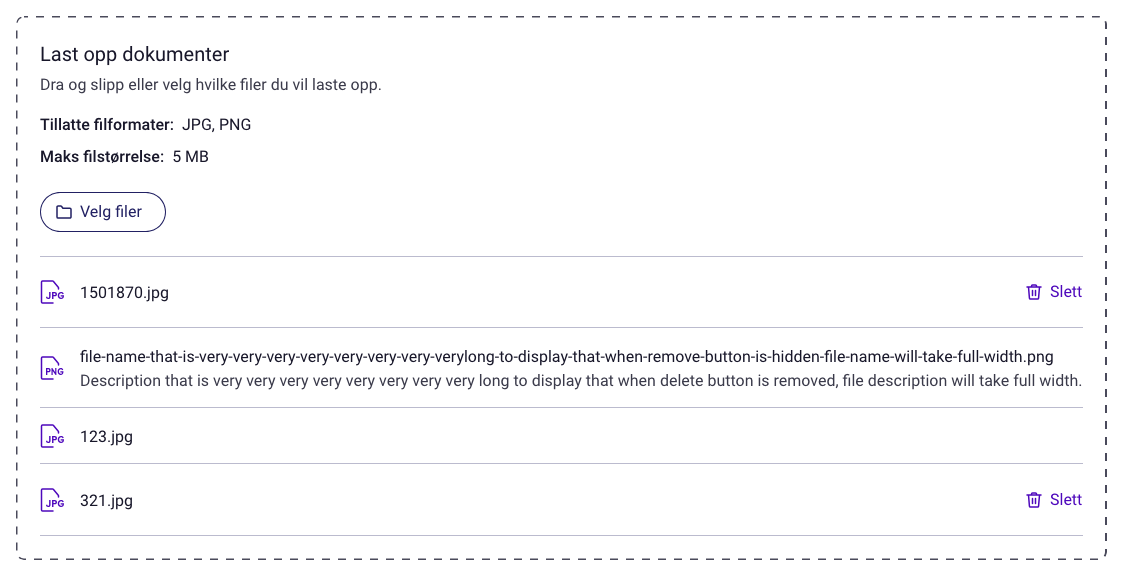 Last opp dokumenter
Dra og slipp eller velg hvilke filer du vil laste opp.
Tillatte filformater: JPG, PNG
Maks filstørrelse: 5 MB
Velg filer
JPG 1501870.jpg Slett
file-name-that-is-very-very-very-very-very-very-very-verylong-to-display-that-when-remove-button-is-hidden-file-name-will-take-full-width.png
PNG Description that is very very very very very very very very long to display that when delete button is removed, file description will take full width.
JPG 123.jpg
JPG 321.jpg Slett